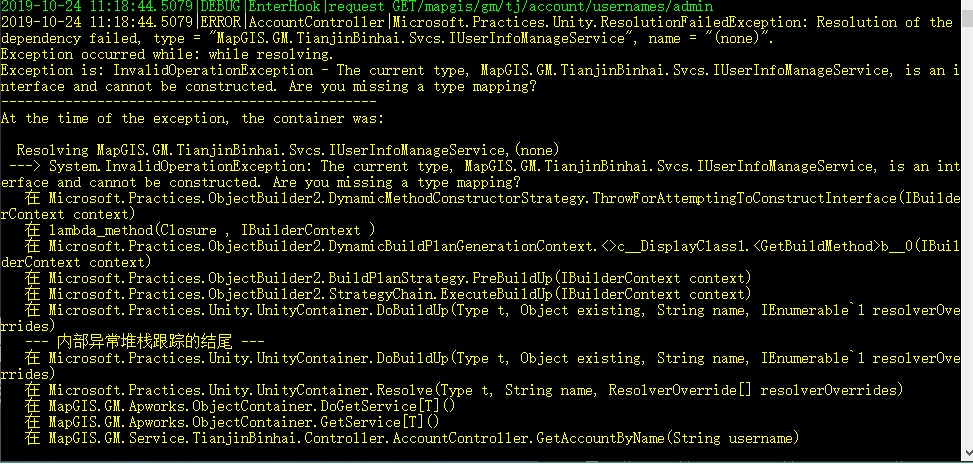 2019-10-24 11:18:44.5079|DEBUG|EnterHook|request GET/mapgis/gm/tj/account/usernames/admin
2019-10-24 11:18:44.5079|ERROR|AccountController|Microsoft.Practices.Unity.ResolutionFailedException: Resolution of the
dependency failed, type = "MapGIS.GM.TianjinBinhai.Svcs.IUserInfoManageService", name = "(none)".
Exception occurred while: while resolving.
Exception is: InvalidOperationException - The current type, MapGIS.GM.TianjinBinhai.Svcs.IUserInfoManageService, is an i
nterface and cannot be constructed. Are you missing a type mapping?
-----------------------------------------------
At the time of the exception, the container was:
Resolving MapGIS.GM.TianjinBinhai.Svcs.IUserInfoManageService,(none)
---> System.InvalidOperationException: The current type, MapGIS.GM.TianjinBinhai.Svcs.IUserInfoManageService, is an int
erface and cannot be constructed. Are you missing a type mapping?
在 Microsoft.Practices.ObjectBuilder2.DynamicMethodConstructorStrategy.ThrowForAttemptingToConstructInterface(IBuilde
rContext context)
在 lambda_method(Closure , IBuilderContext )
在 Microsoft.Practices.ObjectBuilder2.DynamicBuildPlanGenerationContext.<>c__DisplayClass1.<GetBuildMethod>b__0(IBuil
derContext context)
在 Microsoft.Practices.ObjectBuilder2.BuildPlanStrategy.PreBuildUp(IBuilderContext context)
在 Microsoft.Practices.ObjectBuilder2.StrategyChain.ExecuteBuildUp(IBuilderContext context)
在 Microsoft.Practices.Unity.UnityContainer.DoBuildUp(Type t, Object existing, String name, IEnumerable`1 resolverOve
rrides)
--- 内部异常堆栈跟踪的结尾 ---
在 Microsoft.Practices.Unity.UnityContainer.DoBuildUp(Type t, Object existing, String name, IEnumerable`1 resolverOve
rrides)
在 Microsoft.Practices.Unity.UnityContainer.Resolve(Type t, String name, ResolverOverride[] resolverOverrides)
在 MapGIS.GM.Apworks.ObjectContainer.DoGetService[T]()
在 MapGIS.GM.Apworks.ObjectContainer.GetService[T]()
在 MapGIS.GM.Service.TianjinBinhai.Controller.AccountController.GetAccountByName(String username)